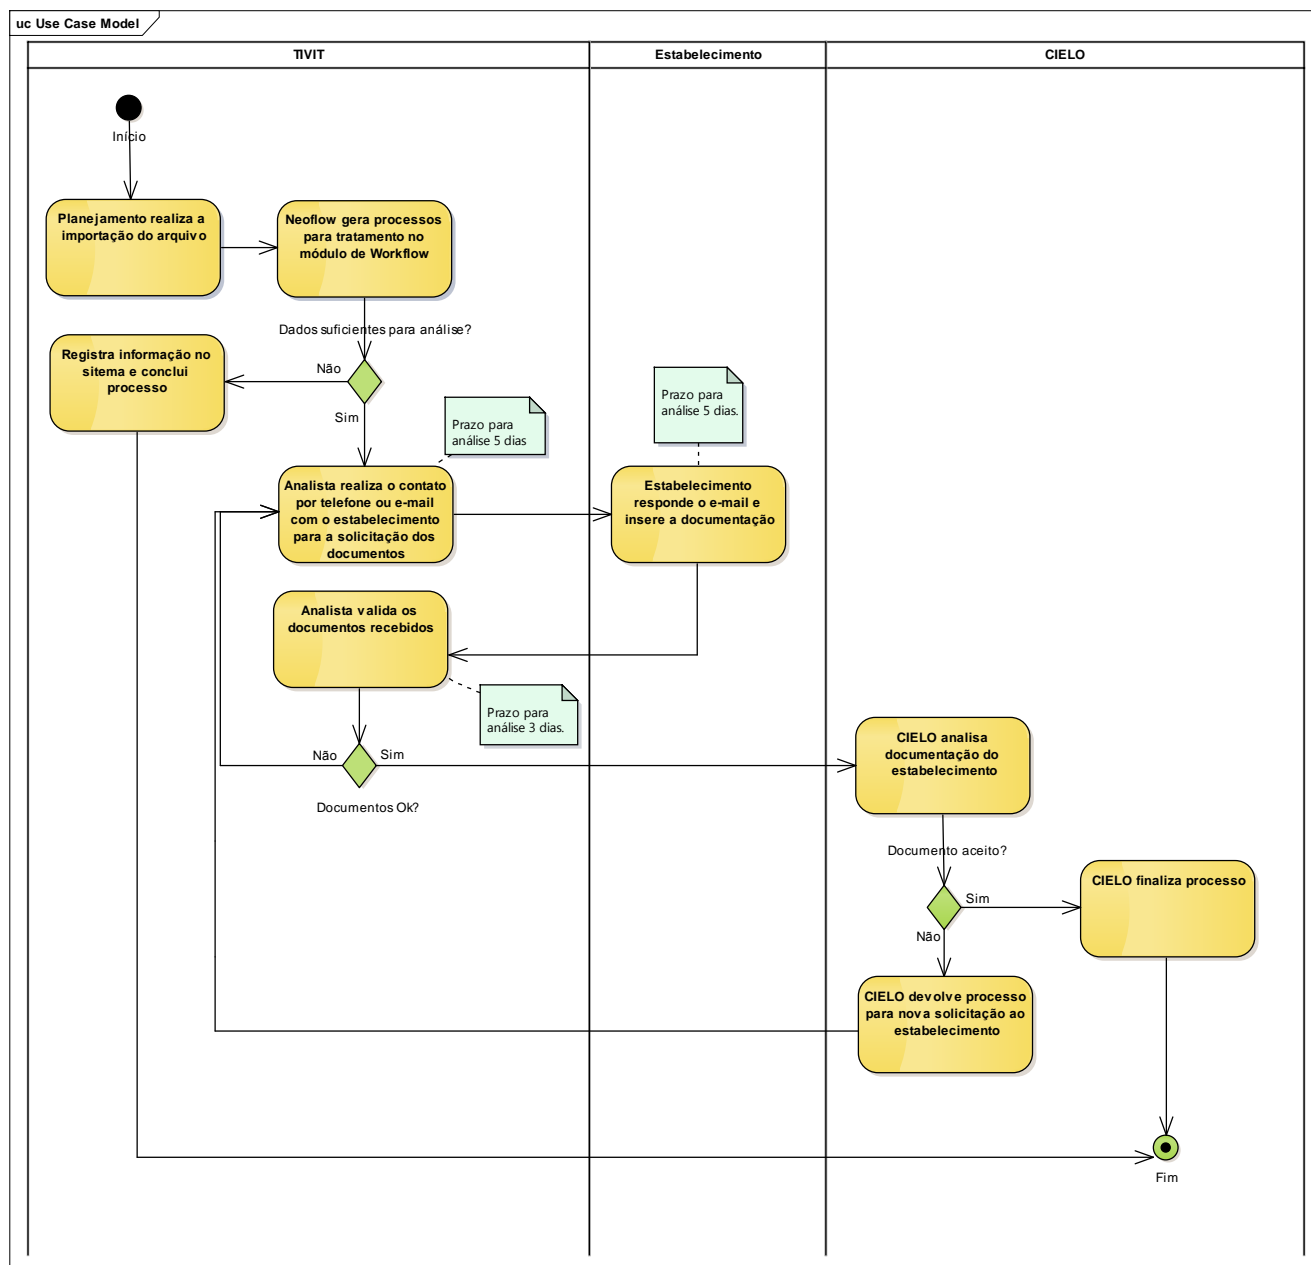 uc Use Case Model
TIVIT
Estabelecimento
CIELO
Início
Planejamento realiza a
importação do arquivo
Neoflow gera processos
para tratamento no
módulo de Workflow
Dados suficientes para análise?
Registra informação no
sitema e conclui
processo
Não
Sim
Prazo para
análise 5 dias
Prazo para
análise 5 dias.
Analista realiza o contato
por telefone ou e-mail
com o estabelecimento
para a solicitação dos
documentos
Estabelecimento
responde o e-mail e
insere a documentação
Analista valida os
documentos recebidos
Prazo para
análise 3 dias.
Não
Sim
Documentos Ok?
CIELO analisa
documentação do
estabelecimento
Documento aceito?
Sim
Não
CIELO finaliza processo
CIELO devolve processo
para nova solicitação ao
estabelecimento
Fim